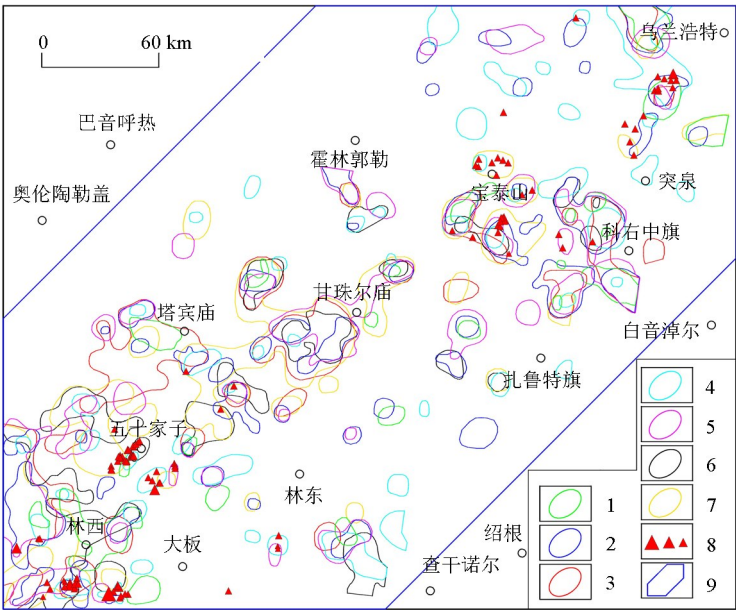 0 60 km
乌兰浩特
巴音呼热
霍林郭勒
宝泰山
突泉
奥伦陶勒盖
科右中旗
甘珠尔庙
塔宾庙
白音淖尔
扎鲁特旗
五十家子
林东
林西
大板
绍根
查干诺尔
1
2
3
4
5
6
7
8
9